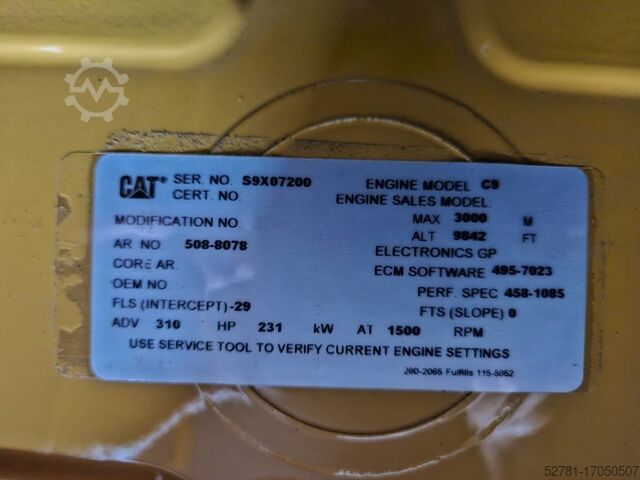 CAT® SER. NO. S9X07200 ENGINE MODEL C9
CERT. NO. ENGINE SALES MODEL:
MODIFICATION NO. MAX 3000 M
AR NO 508-8078 ALT 9842 FT
CORE AR. ELECTRONICS GP
OEM NO. ECM SOFTWARE 495-7023
FLS (INTERCEPT)-29 PERF. SPEC 458-1085
FTS (SLOPE) 0
ADV 310 HP 231 kW AT 1500 RPM
USE SERVICE TOOL TO VERIFY CURRENT ENGINE SETTINGS
280-2065 Fulfills 115-5852
52781-17050507